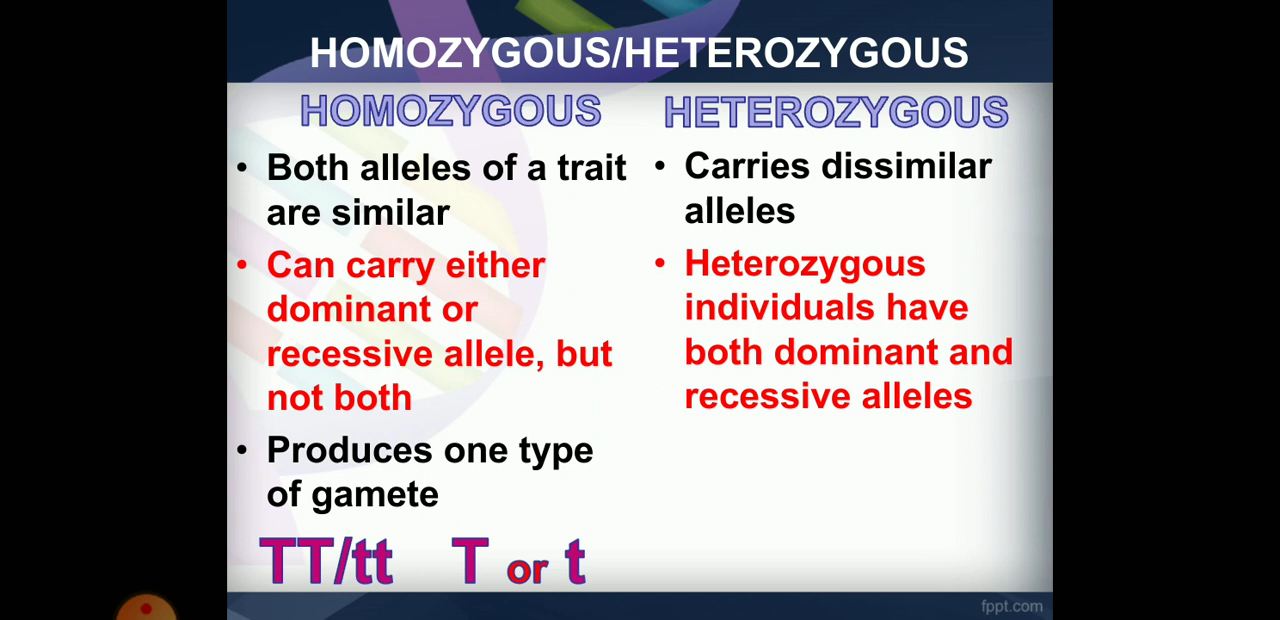 HOMOZYGOUS/HETEROZYGOUS
HOMOZYGOUS
• Both alleles of a trait
are similar
• Can carry either
dominant or
recessive allele, but
not both
• Produces one type
of gamete
TT/tt T or t
HETEROZYGOUS
• Carries dissimilar
alleles
• Heterozygous
individuals have
both dominant and
recessive alleles
fppt.com